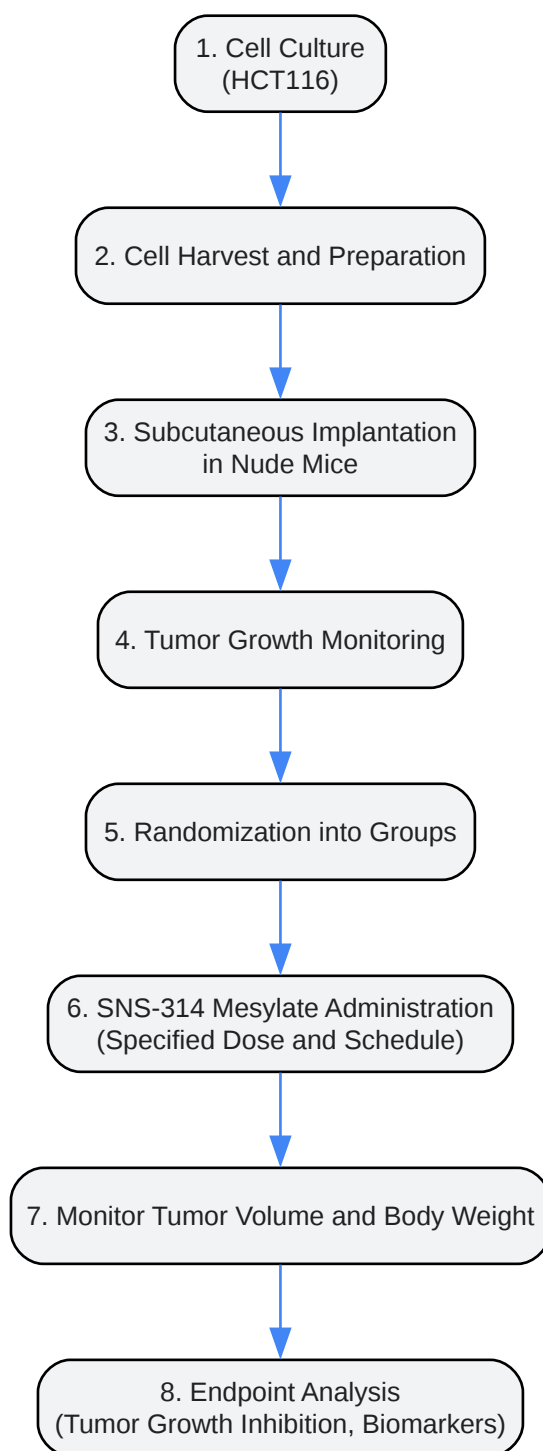 1. Cell Culture
(HCT116)
2. Cell Harvest and Preparation
3. Subcutaneous Implantation
in Nude Mice
4. Tumor Growth Monitoring
5. Randomization into Groups
6. SNS-314 Mesylate Administration
(Specified Dose and Schedule)
7. Monitor Tumor Volume and Body Weight
8. Endpoint Analysis
(Tumor Growth Inhibition, Biomarkers)